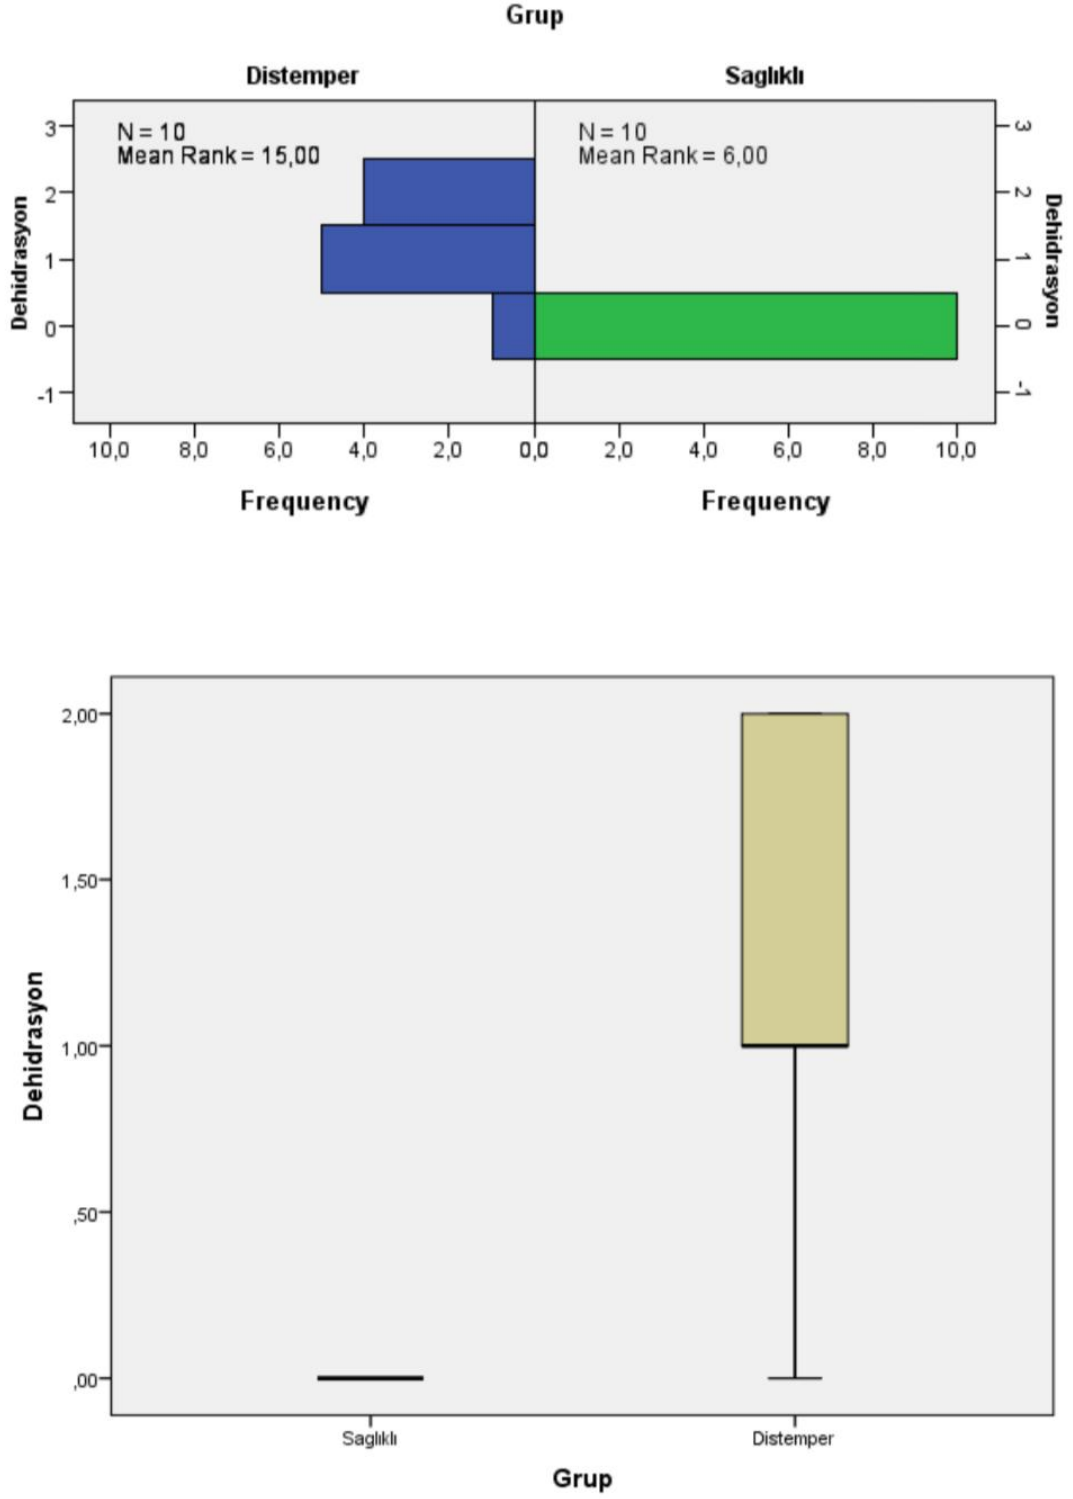 Grup
Distemper
Saglıklı
N = 10
Mean Rank = 15,00
N = 10
Mean Rank = 6,00
Dehidrasyon
3
2
1
0
-1
3
2
1
0
-1
Dehidrasyon
10,0 8,0 6,0 4,0 2,0 0,0 2,0 4,0 6,0 8,0 10,0
Frequency
Frequency
Dehidrasyon
2,00
1,50
1,00
,50
,00
Saglıklı
Distemper
Grup